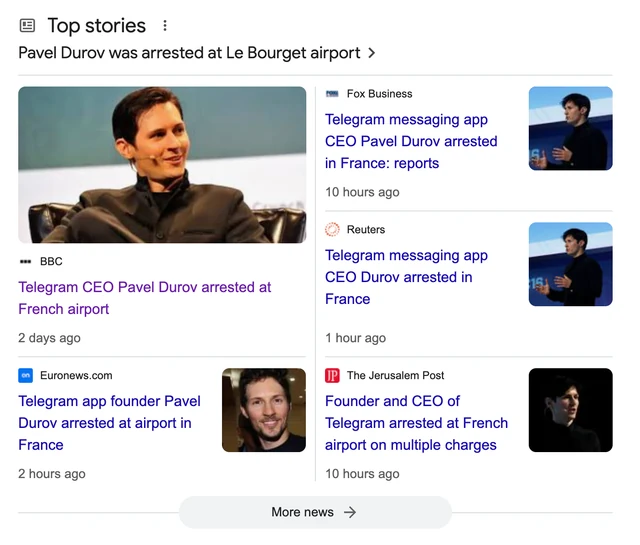 Top stories
Pavel Durov was arrested at Le Bourget airport
BBC
Telegram CEO Pavel Durov arrested at
French airport
2 days ago
Fox Business
Telegram messaging app
CEO Pavel Durov arrested
in France: reports
10 hours ago
Reuters
Telegram messaging app
CEO Durov arrested in
France
1 hour ago
Euronews.com
Telegram app founder Pavel
Durov arrested at airport in
France
2 hours ago
The Jerusalem Post
Founder and CEO of
Telegram arrested at French
airport on multiple charges
10 hours ago
More news